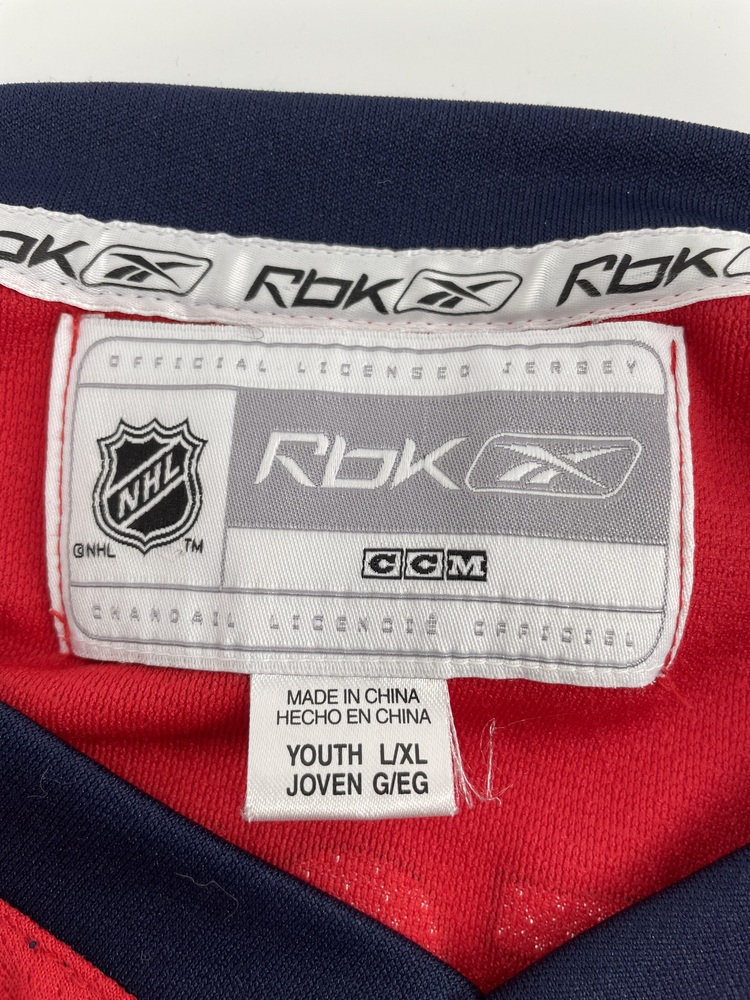 RbK RbK RbK
OFFICIAL LICENSED JERSEY
NHL
RbK
©NHL TM
CCM
CHANDAIL LICENCIÉ OFFICIEL
MADE IN CHINA
HECHO EN CHINA
YOUTH L/XL
JOVEN G/EG